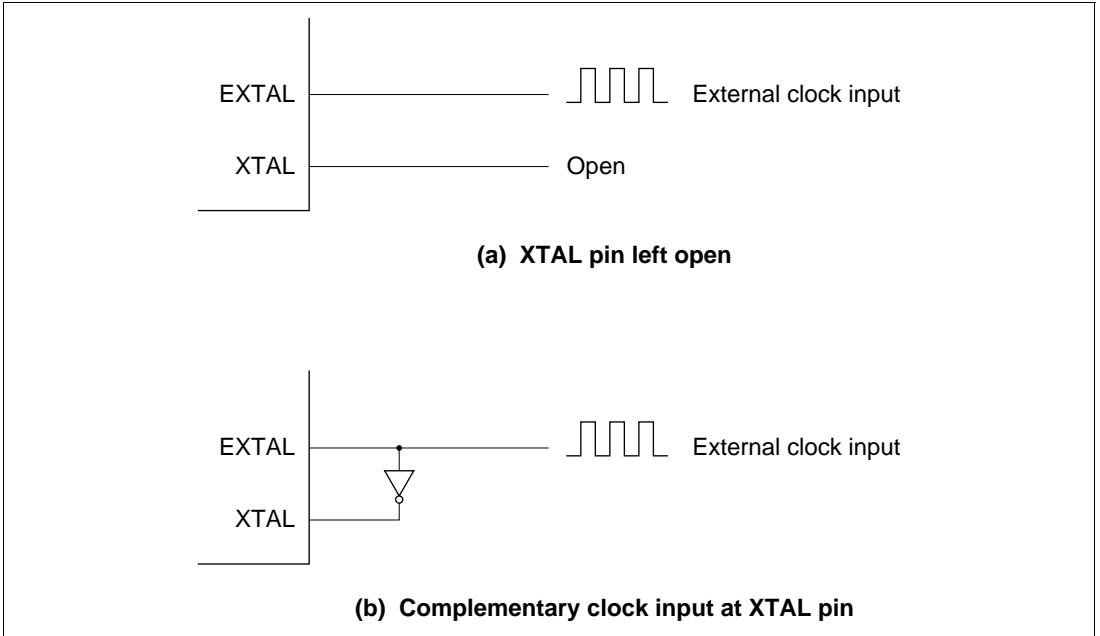 EXTAL
External clock input
XTAL
Open
(a) XTAL pin left open
EXTAL
External clock input
XTAL
(b) Complementary clock input at XTAL pin